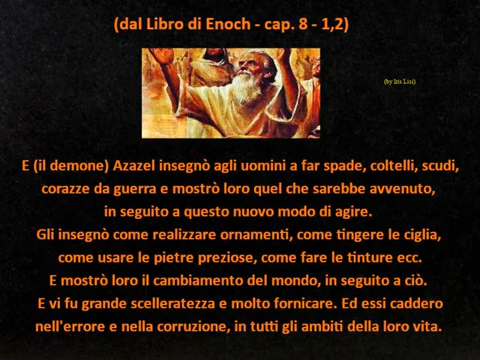 (dal Libro di Enoch - cap. 8 - 1,2)
(by Iris Lisi)
E (il demone) Azazel insegnò agli uomini a far spade, coltelli, scudi,
corazze da guerra e mostrò loro quel che sarebbe avvenuto,
in seguito a questo nuovo modo di agire.
Gli insegnò come realizzare ornamenti, come tingere le ciglia,
come usare le pietre preziose, come fare le tinture ecc.
E mostrò loro il cambiamento del mondo, in seguito a ciò.
E vi fu grande scelleratezza e molto fornicare. Ed essi caddero
nell'errore e nella corruzione, in tutti gli ambiti della loro vita.